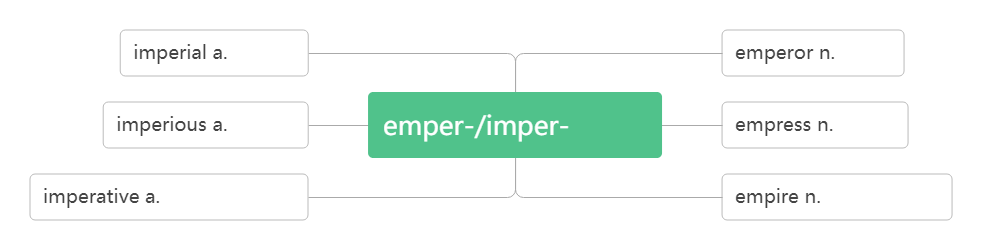 imperial a.
emperor n.
imperious a.
emper-/imper-
empress n.
imperative a.
empire n.